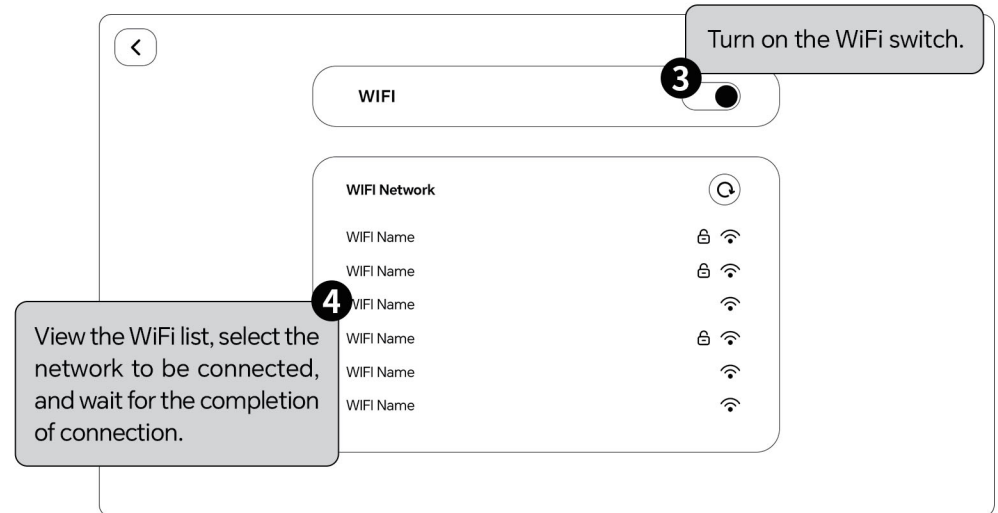 Turn on the WiFi switch.
3
WIFI
WIFI Network
WIFI Name
WIFI Name
4
WIFI Name
View the WiFi list, select the
network to be connected,
and wait for the completion
of connection.
WIFI Name
WIFI Name
WIFI Name